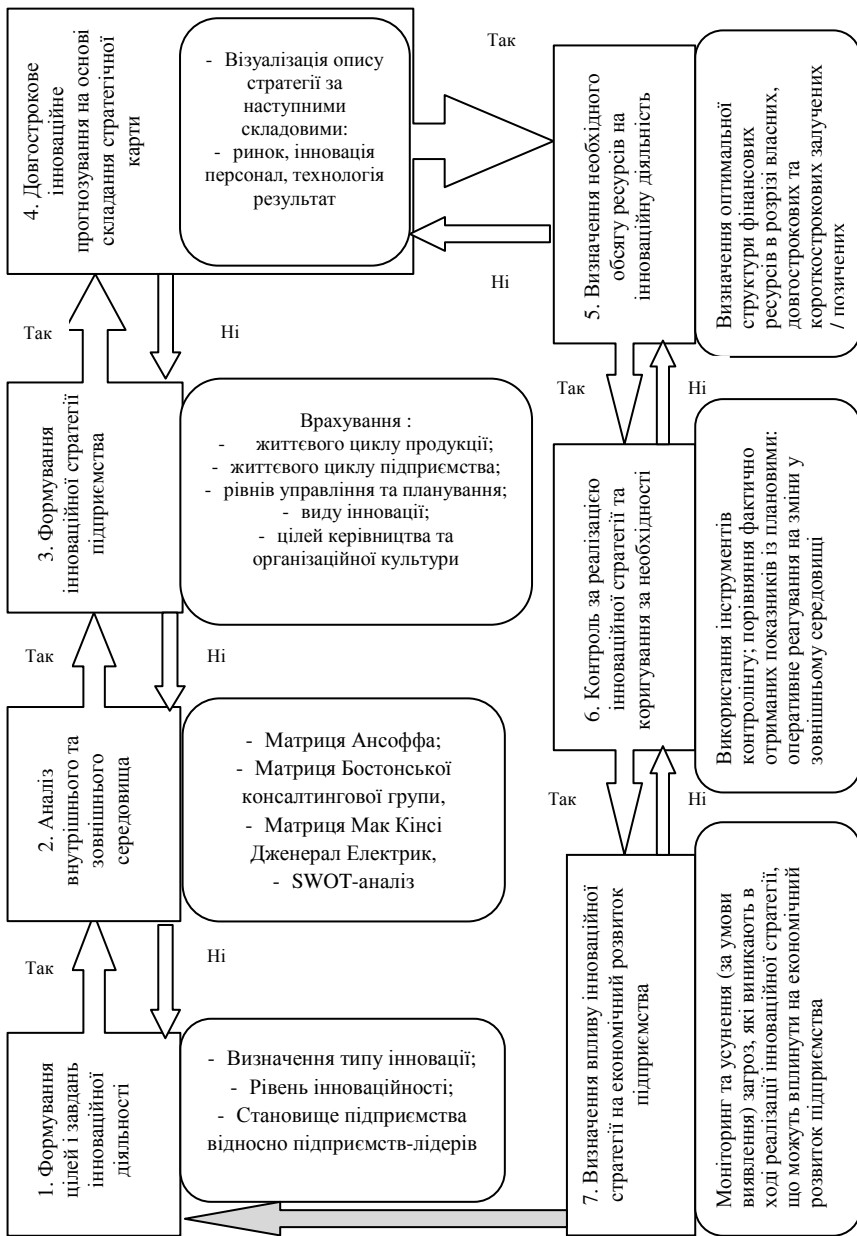 1. Формування
цілей і завдань
інноваційної
діяльності
- Визначення типу інновації;
- Рівень інноваційності;
- Становище підприємства
відносно підприємств-лідерів
Так
Ні
2. Аналіз
внутрішнього та
зовнішнього
середовища
- Матриця Ансоффа;
- Матриця Бостонської
консалтингової групи,
- Матриця Мак Кінсі
Дженерал Електрик,
- SWOT-аналіз
Так
Ні
3. Формування
інноваційної стратегії
підприємства
Врахування :
- життєвого циклу продукції;
- життєвого циклу підприємства;
- рівнів управління та планування;
- виду інновації;
- цілей керівництва та
організаційної культури
Так
Ні
4. Довгострокове
інноваційне
прогнозування на основі
складання стратегічної
карти
- Візуалізація опису
стратегії за
наступними
складовими:
- ринок, інновація
персонал, технологія
результат
Так
Ні
5. Визначення необхідного
обсягу ресурсів на
інноваційну діяльність
Визначення оптимальної
структури фінансових
ресурсів в розрізі власних,
довгострокових та
короткострокових залучених
/ позичених
Так
Ні
6. Контроль за реалізацією
інноваційної стратегії та
коригування за необхідності
Використання інструментів
контролінгу; порівняння фактично
отриманих показників із плановими:
оперативне реагування на зміни у
зовнішньому середовищі
Так
Ні
7. Визначення впливу інноваційної
стратегії на економічний розвиток
підприємства
Моніторинг та усунення (за умови
виявлення) загроз, які виникають в
ході реалізації інноваційної стратегії,
що можуть вплинути на економічний
розвиток підприємства